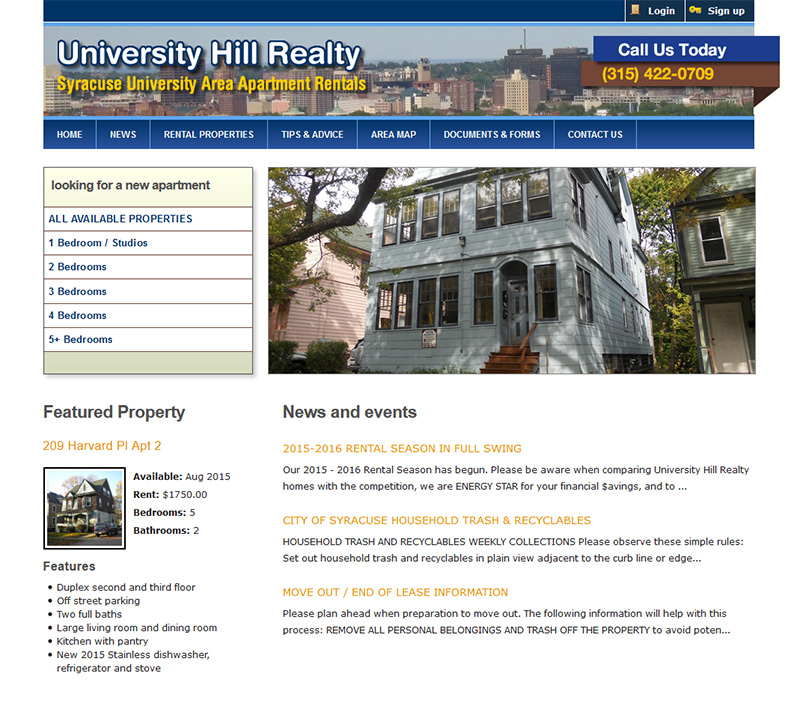 Login
Sign up
University Hill Realty
Syracuse University Area Apartment Rentals
Call Us Today
(315) 422-0709
HOME
NEWS
RENTAL PROPERTIES
TIPS & ADVICE
AREA MAP
DOCUMENTS & FORMS
CONTACT US
looking for a new apartment
ALL AVAILABLE PROPERTIES
1 Bedroom / Studios
2 Bedrooms
3 Bedrooms
4 Bedrooms
5+ Bedrooms
Featured Property
209 Harvard Pl Apt 2
Available: Aug 2015
Rent: $1750.00
Bedrooms: 5
Bathrooms: 2
Features
• Duplex second and third floor
• Off street parking
• Two full baths
• Large living room and dining room
• Kitchen with pantry
• New 2015 Stainless dishwasher,
refrigerator and stove
News and events
2015-2016 RENTAL SEASON IN FULL SWING
Our 2015 - 2016 Rental Season has begun. Please be aware when comparing University Hill Realty
homes with the competition, we are ENERGY STAR for your financial $avings, and to ...
CITY OF SYRACUSE HOUSEHOLD TRASH & RECYCLABLES
HOUSEHOLD TRASH AND RECYCLABLES WEEKLY COLLECTIONS Please observe these simple rules:
Set out household trash and recyclables in plain view adjacent to the curb line or edge...
MOVE OUT / END OF LEASE INFORMATION
Please plan ahead when preparation to move out. The following information will help with this
process: REMOVE ALL PERSONAL BELONGINGS AND TRASH OFF THE PROPERTY to avoid poten...